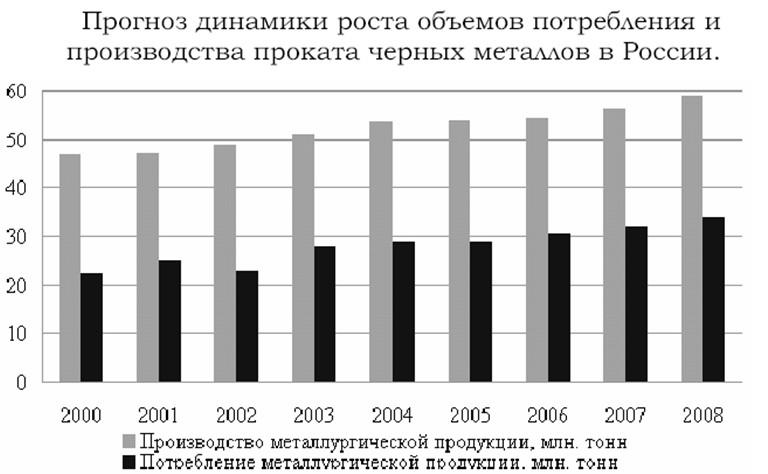 Прогноз динамики роста объемов потребления и
производства проката черных металлов в России.
60
50
40
30
20
10
0
2000 2001 2002 2003 2004 2005 2006 2007 2008
Производство металлургической продукции, млн. тонн
Потребление металлургической продукции, млн. тонн